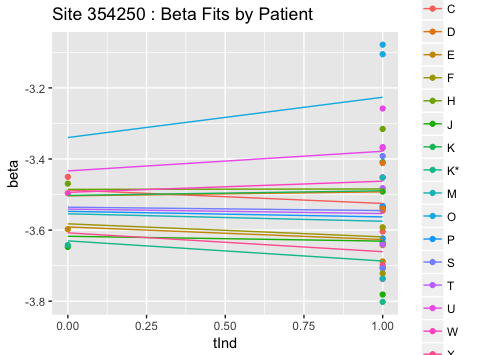 Site 354250 : Beta Fits by Patient
beta
-3.2
-3.4
-3.6
-3.8
0.00 0.25 0.50 0.75 1.00
tInd
C
D
E
F
H
J
K
K*
M
O
P
S
T
U
W